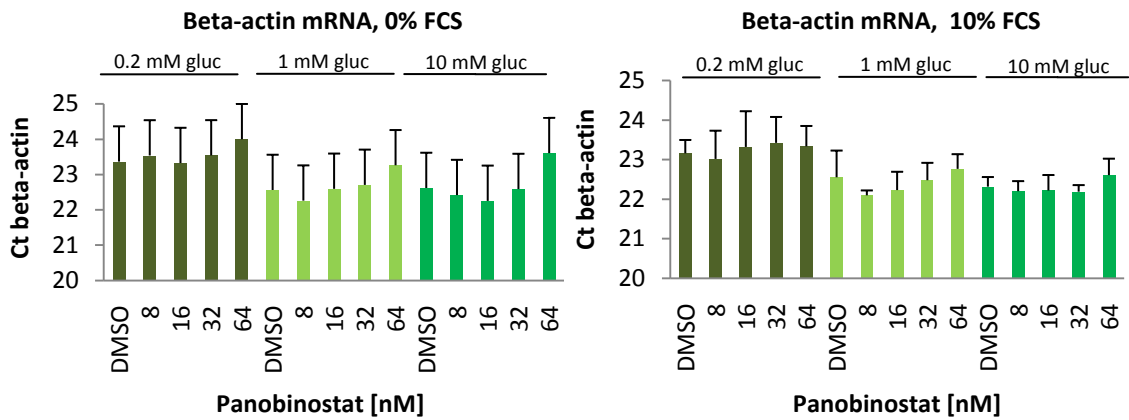 Beta-actin mRNA, 0% FCS
0.2 mM gluc 1 mM gluc 10 mM gluc
Ct beta-actin
25
24
23
22
21
20
DMSO 8 16 32 64 DMSO 8 16 32 64 DMSO 8 16 32 64
Panobinostat [nM]
Beta-actin mRNA, 10% FCS
0.2 mM gluc 1 mM gluc 10 mM gluc
Ct beta-actin
25
24
23
22
21
20
DMSO 8 16 32 64 DMSO 8 16 32 64 DMSO 8 16 32 64
Panobinostat [nM]